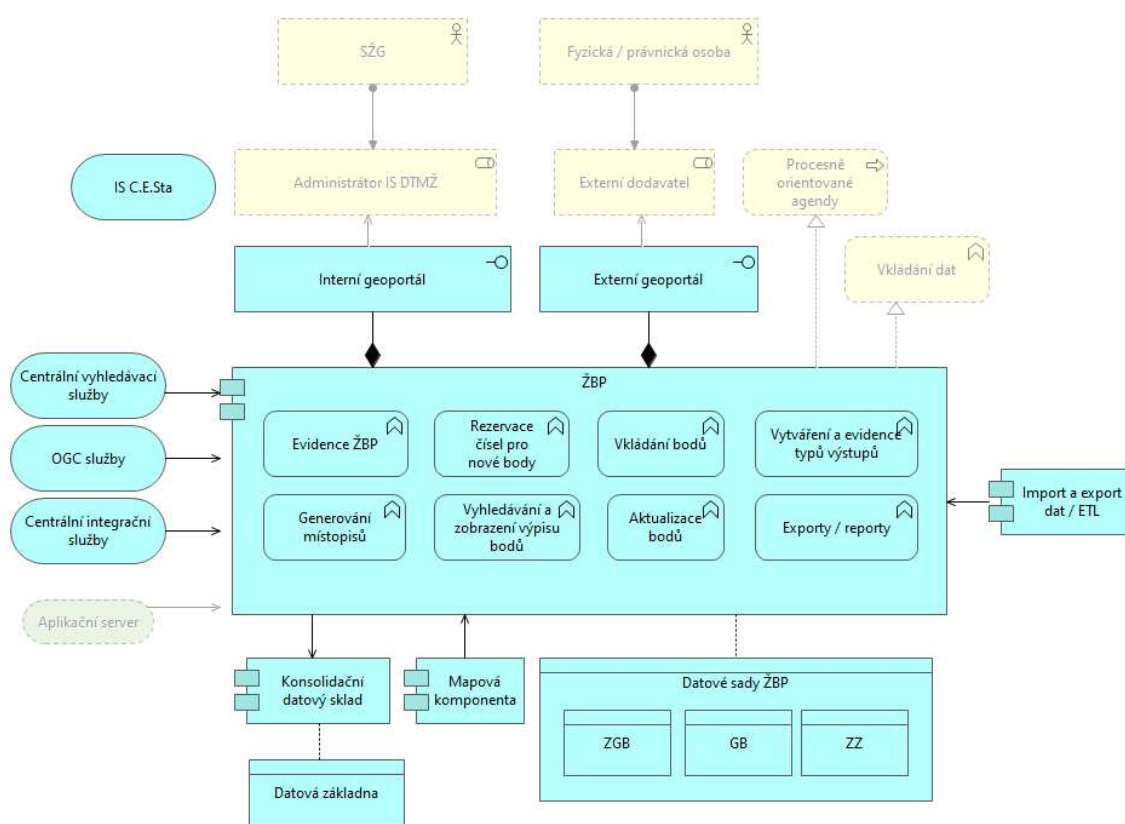 SŽG
Fyzická / právnická osoba
IS C.E.Sta
Administrátor IS DTMŽ
Externí dodavatel
Procesně
orientované
agendy
Interní geoportál
Externí geoportál
Vkládání dat
Centrální vyhledávací
služby
OGC služby
Centrální integrační
služby
Aplikační server
ŽBP
Evidence ŽBP
Rezervace
čísel pro
nové body
Vkládání bodů
Vytváření a evidence
typů výstupů
Generování
místopisů
Vyhledávání a
zobrazení výpisu
bodů
Aktualizace
bodů
Exporty / reporty
Import a export
dat / ETL
Konsolidační
datový sklad
Mapová
komponenta
Datové sady ŽBP
ZGB
GB
ZZ
Datová základna